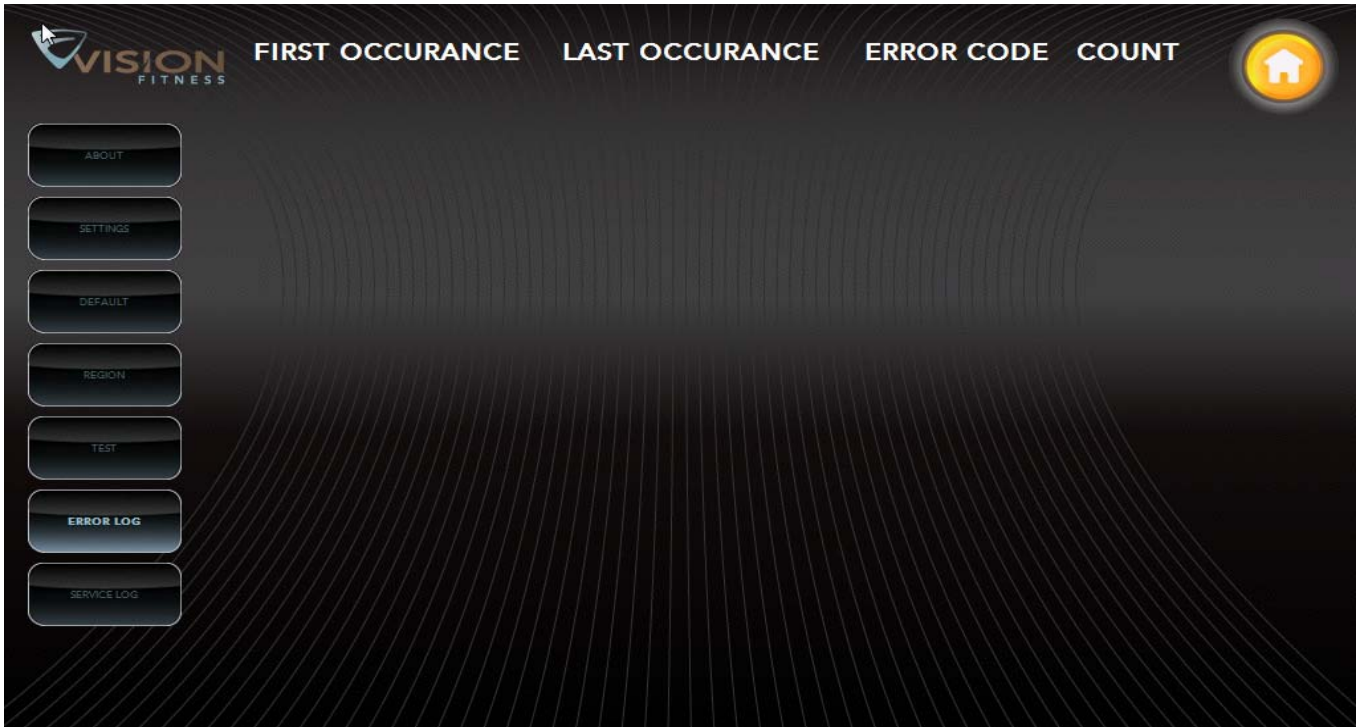 VISION
FITNESS
FIRST OCCURANCE LAST OCCURANCE ERROR CODE COUNT
ABOUT
SETTINGS
DEFAULT
REGION
TEST
ERROR LOG
SERVICE LOG